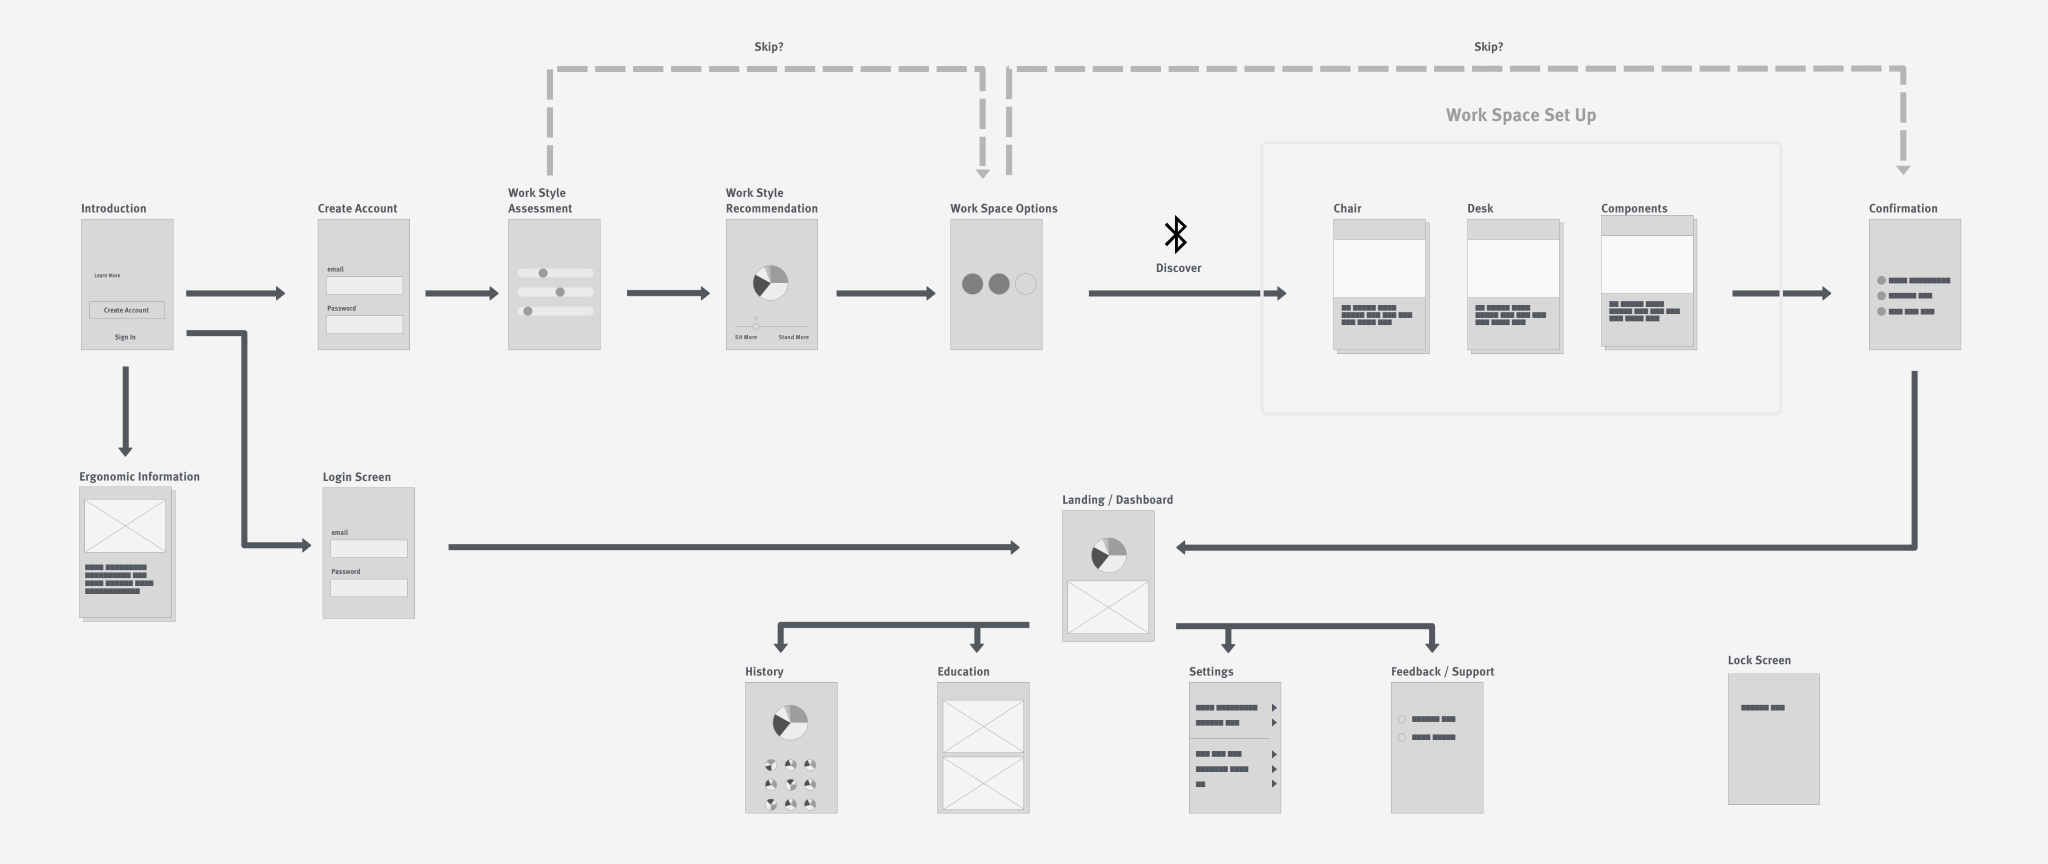 Skip?
Skip?
Work Space Set Up
Introduction
Learn More
Create Account
Sign In
Create Account
email
Password
Work Style
Assessment
Work Style
Recommendation
Sit More
Stand More
Work Space Options
Discover
Chair
Desk
Components
Confirmation
Ergonomic Information
Login Screen
email
Password
Landing / Dashboard
History
Education
Settings
Feedback / Support
Lock Screen